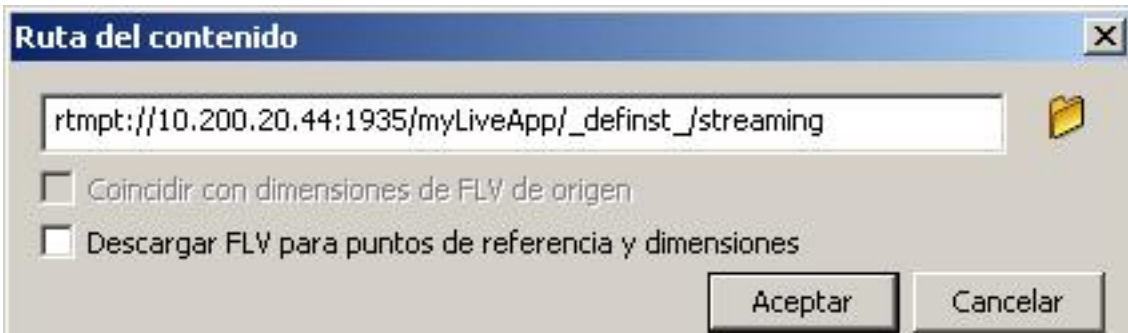 Ruta del contenido
rtmpt://10.200.20.44:1935/myLiveApp/_definst_/streaming
Coincidir con dimensiones de FLV de origen
Descargar FLV para puntos de referencia y dimensiones
Aceptar Cancelar